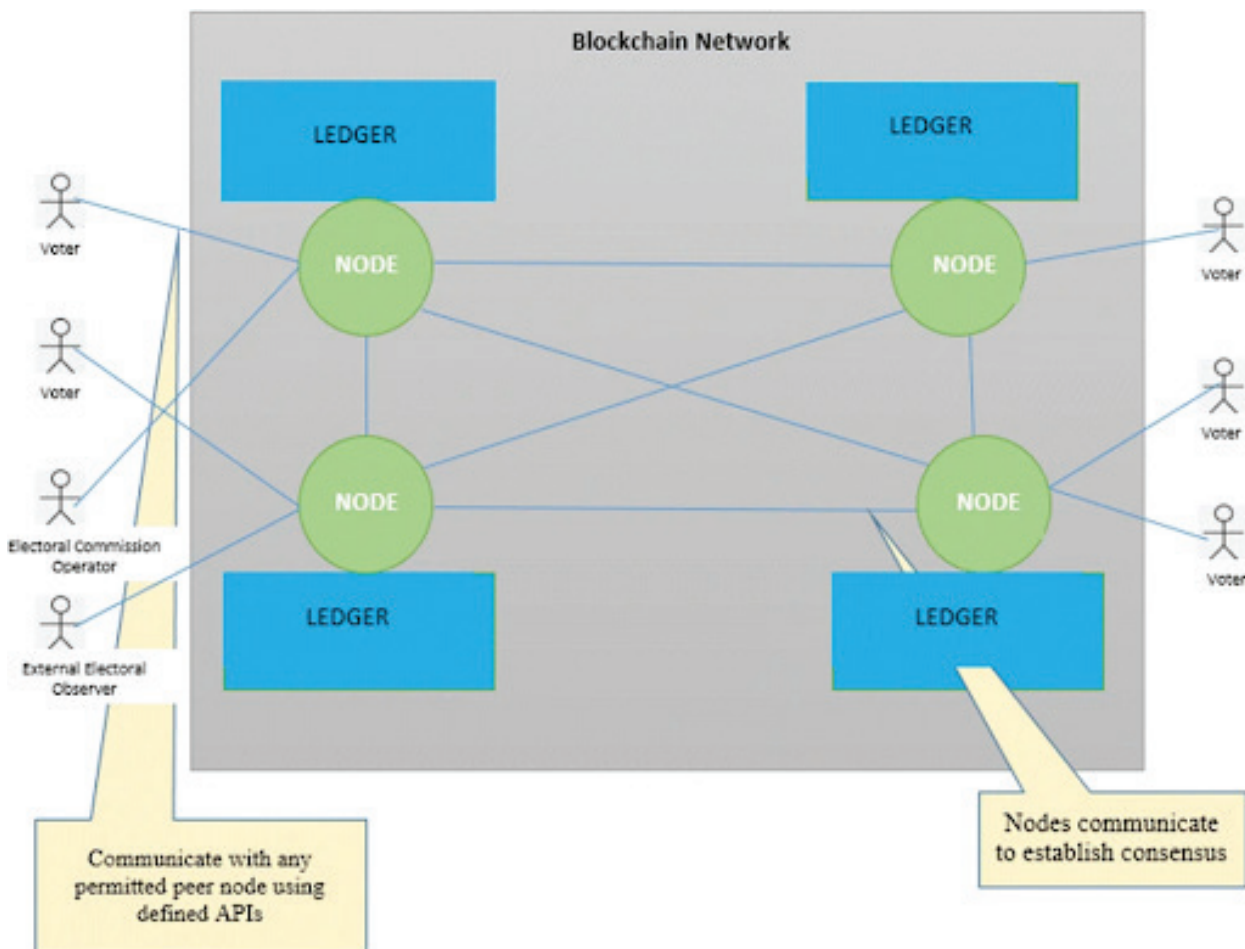 Blockchain Network
LEDGER
LEDGER
Voter
NODE
NODE
Voter
Voter
Voter
Electoral Commission
Operator
NODE
NODE
Voter
Voter
LEDGER
LEDGER
External Electoral
Observer
Communicate with any
permitted peer node using
defined APIs
Nodes communicate
to establish consensus